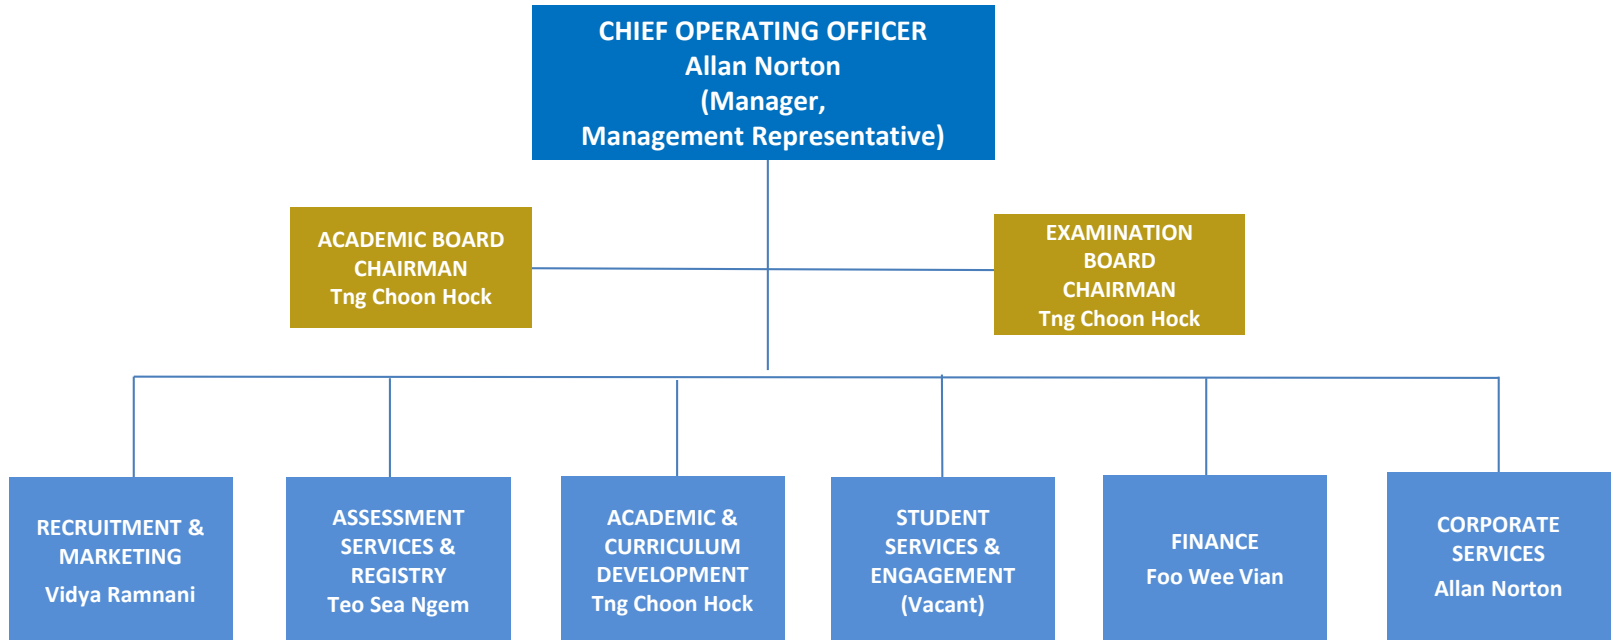 CHIEF OPERATING OFFICER
Allan Norton
(Manager,
Management Representative)
ACADEMIC BOARD
CHAIRMAN
Tng Choon Hock
EXAMINATION
BOARD
CHAIRMAN
Tng Choon Hock
RECRUITMENT &
MARKETING
Vidya Ramnani
ASSESSMENT
SERVICES &
REGISTRY
Teo Sea Ngem
ACADEMIC &
CURRICULUM
DEVELOPMENT
Tng Choon Hock
STUDENT
SERVICES &
ENGAGEMENT
(Vacant)
FINANCE
Foo Wee Vian
CORPORATE
SERVICES
Allan Norton